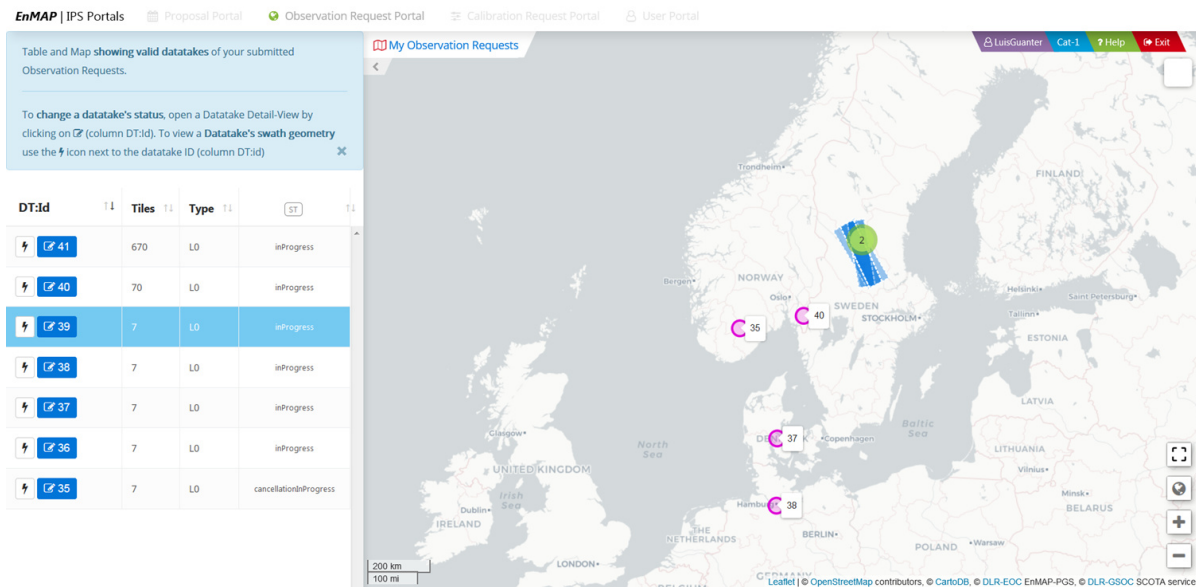 EnMAP | IPS Portals
Proposal Portal
Observation Request Portal
Calibration Request Portal
User Portal
Table and Map showing valid datatakes of your submitted
Observation Requests.
To change a datatake's status, open a Datatake Detail-View by
clicking on (column DT:Id). To view a Datatake's swath geometry
use the icon next to the datatake ID (column DT:id)
DT:Id Tiles Type ST
41 670 L0 inProgress
40 70 L0 inProgress
39 7 L0 inProgress
38 7 L0 inProgress
37 7 L0 inProgress
36 7 L0 inProgress
35 7 L0 cancellationInProgress
My Observation Requests
LuisGuanter
Cat-1
? Help
Exit
Trondheim
FINLAND
2
NORWAY
Bergen
Oslo
SWEDEN
STOCKHOLM
Helsinki
Saint Petersburg
Tallinn
ESTONIA
35
40
LATVIA
Baltic
Sea
37
Copenhagen
Glasgow
North
Sea
LITHUANIA
Vilnius
UNITED KINGDOM
Irish
Sea
Dublin
IRELAND
Hamburg
38
Minsk
BELARUS
THE
NETHERLANDS
BERLIN
POLAND
Warsaw
LONDON
GERMANY
200 km
100 mi
Leaflet | © OpenStreetMap contributors, © CartoDB, © DLR-EOC EnMAP-PGS, © DLR-GSOC SCOTA service